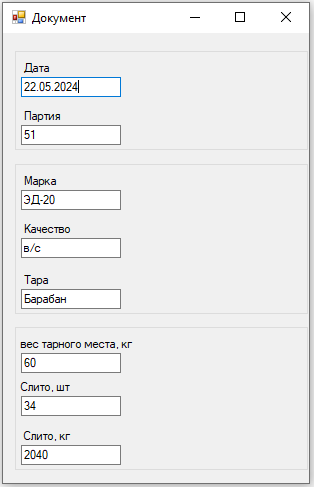 Документ
Дата
22.05.2024
Партия
51
Марка
ЭД-20
Качество
в/с
Тара
Барабан
вес тарного места, кг
60
Слито, шт
34
Слито, кг
2040